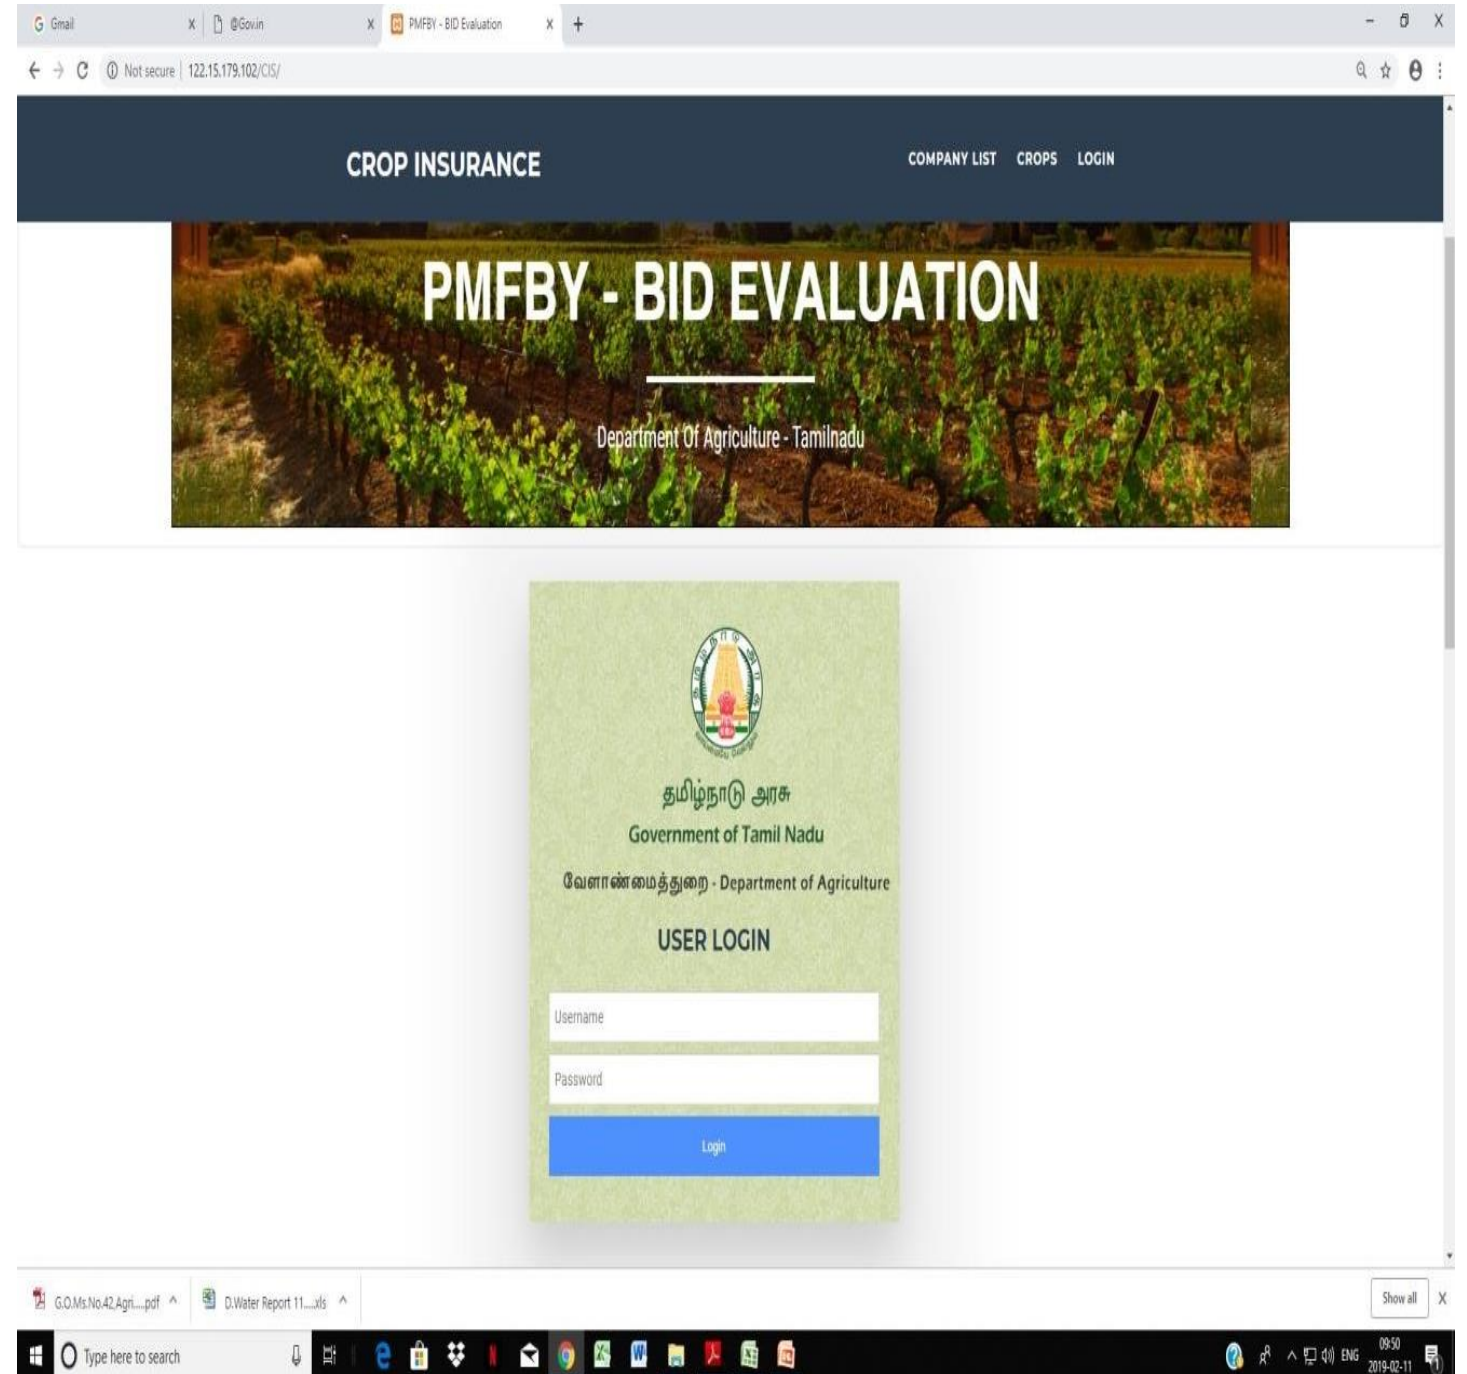 Gmail
@Gov.in
PMFBY - BID Evaluation
Not secure | 122.15.179.102/CIS/
CROP INSURANCE
COMPANY LIST CROPS LOGIN
PMFBY - BID EVALUATION
Department Of Agriculture - Tamilnadu
தமிழ்நாடு அரசு
Government of Tamil Nadu
வேளாண்மைத்துறை - Department of Agriculture
USER LOGIN
Username
Password
Login
G.O.Ms.No.42,Agri.....pdf
D.Water Report 11.....xls
Show all
Type here to search
ENG
09:50
2019-02-11